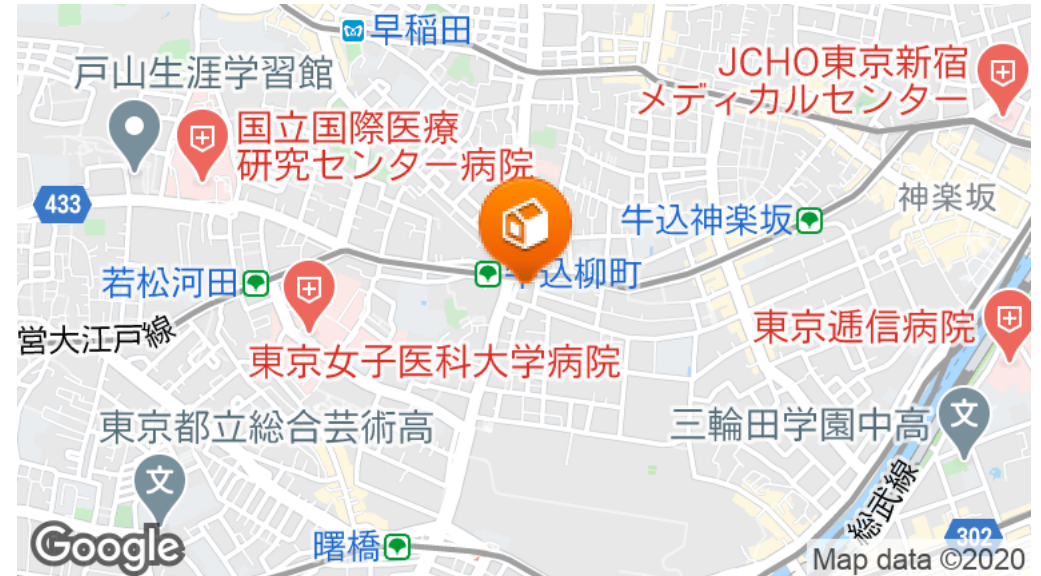 早稲田
戸山生涯学習館
JCHO東京新宿
メディカルセンター
国立国際医療
研究センター病院
433
牛込神楽坂
神楽坂
若松河田
牛込柳町
営大江戸線
東京逓信病院
東京女子医科大学病院
東京都立総合芸術高
三輪田学園中高
総武線
曙橋
302
Google
Map data ©2020